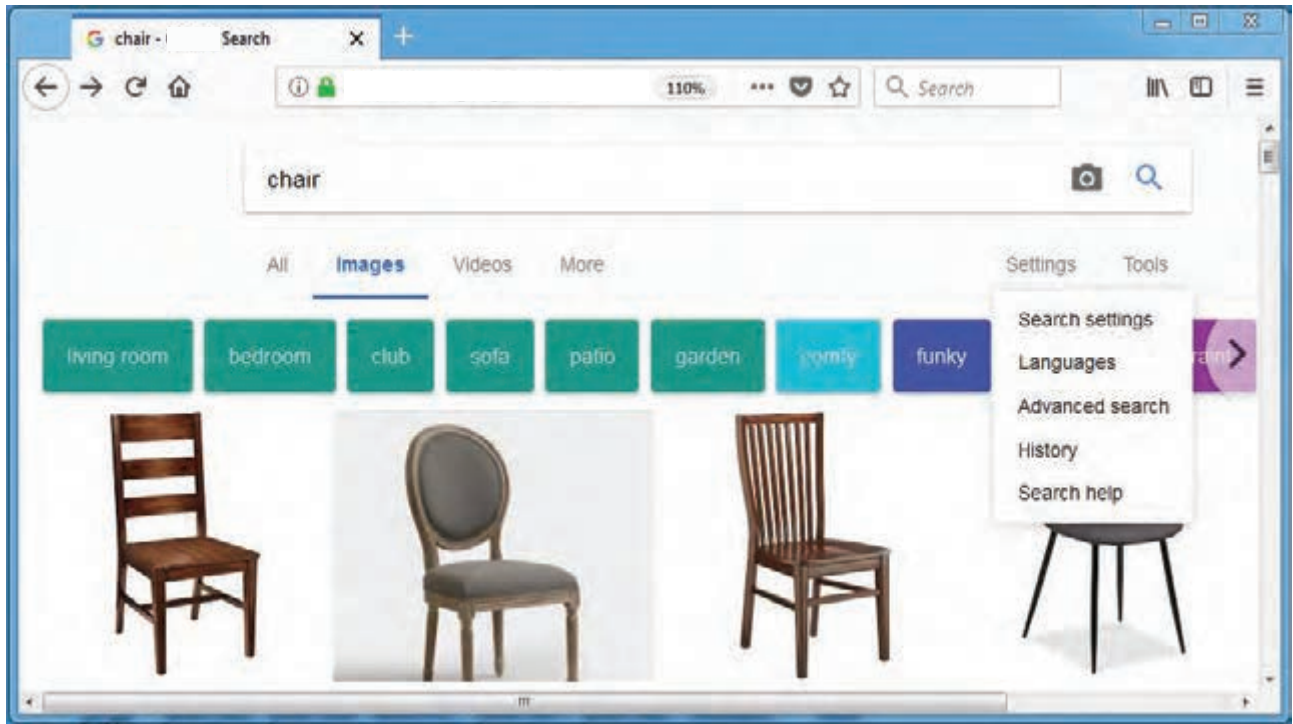 chair - Search
110%
Search
chair
All Images Videos More Settings Tools
Search settings
living room bedroom club sofa patio garden comfy funky
Languages
Advanced search
History
Search help